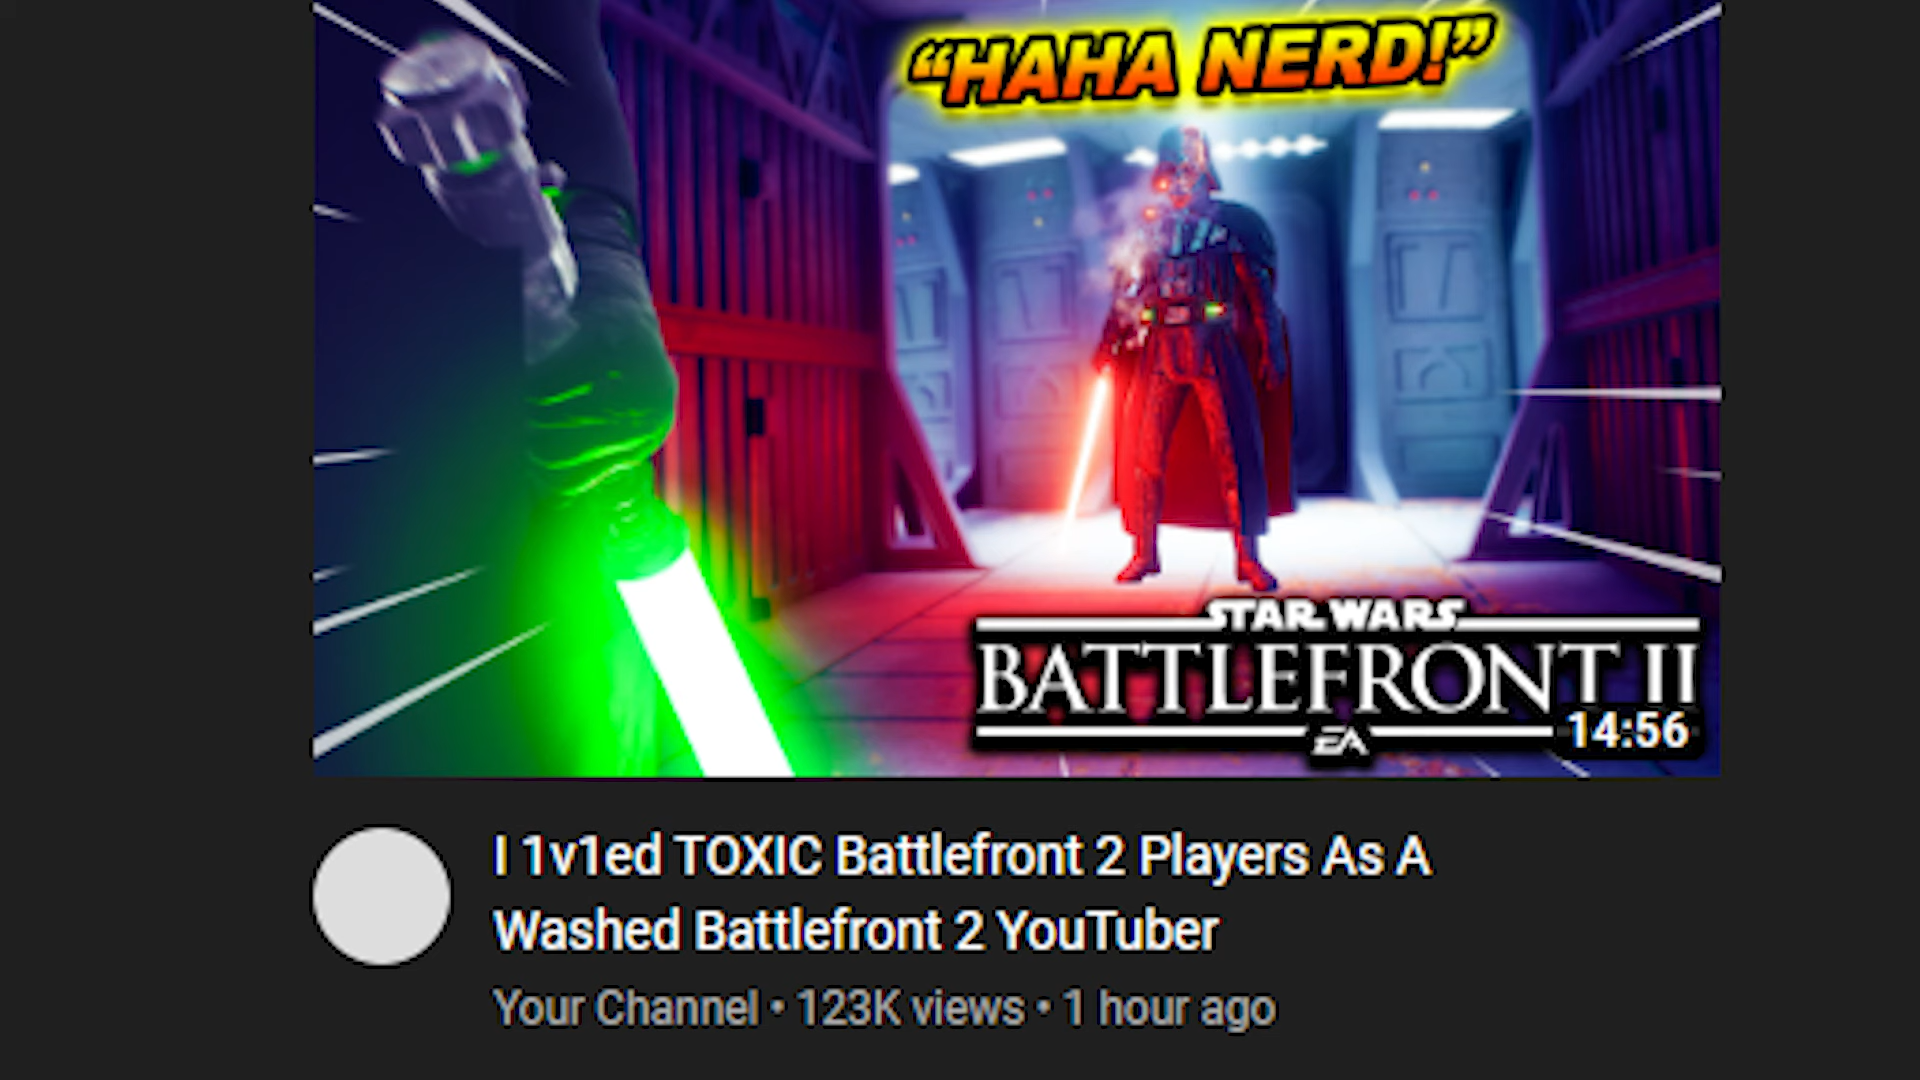 “HAHA NERD!”
STAR WARS
BATTLEFRONT II
EA
14:56
I 1v1ed TOXIC Battlefront 2 Players As A
Washed Battlefront 2 YouTuber
Your Channel • 123K views • 1 hour ago